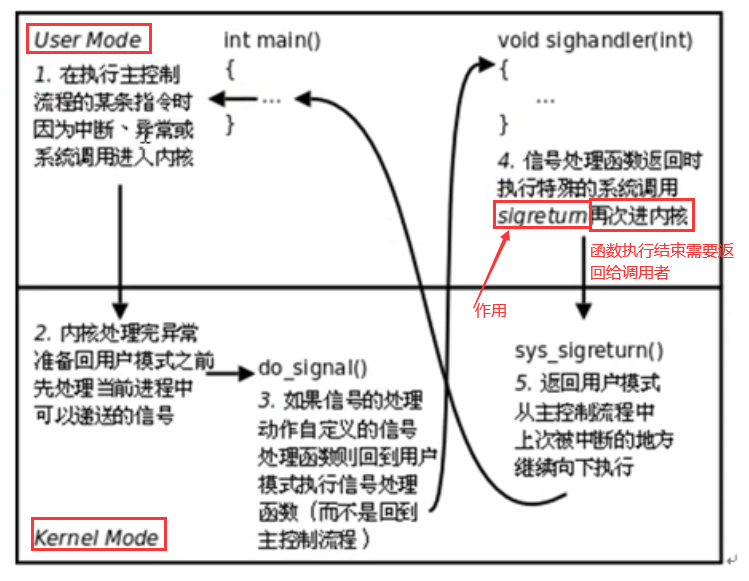 User Mode
1. 在执行主控制
流程的某条指令时
因为中断、异常或
系统调用进入内核
int main()
{
...
}
void sighandler(int)
{
...
}
4. 信号处理函数返回时
执行特殊的系统调用
sigreturn再次进内核
函数执行结束需要返
回给调用者
作用
2. 内核处理完异常
准备回用户模式之前
先处理当前进程中
可以递送的信号
do_signal()
3. 如果信号的处理
动作自定义的信号
处理函数则回到用户
模式执行信号处理
函数（而不是回到
主控制流程）
sys_sigreturn()
5. 返回用户模式
从主控制流程中
上次被中断的地方
继续向下执行
Kernel Mode